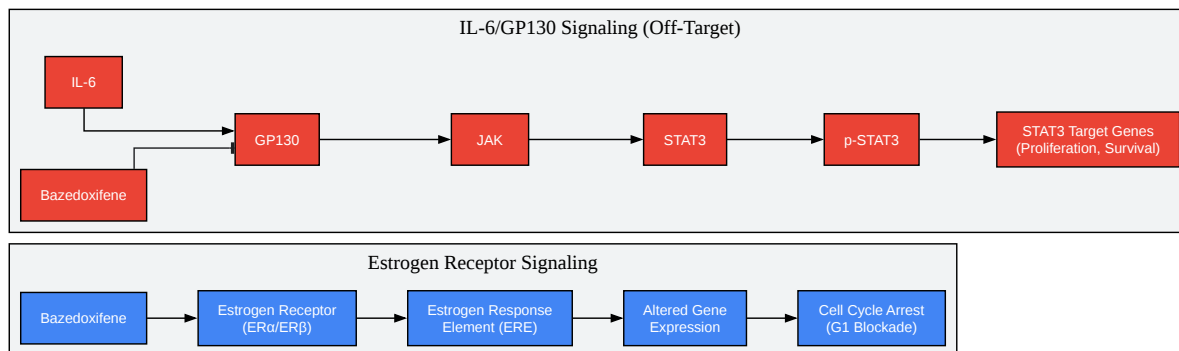 IL-6/GP130 Signaling (Off-Target)
IL-6
GP130
JAK
STAT3
p-STAT3
STAT3 Target Genes
(Proliferation, Survival)
Bazedoxifene
Estrogen Receptor Signaling
Bazedoxifene
Estrogen Receptor
(ERα/ERβ)
Estrogen Response
Element (ERE)
Altered Gene
Expression
Cell Cycle Arrest
(G1 Blockade)